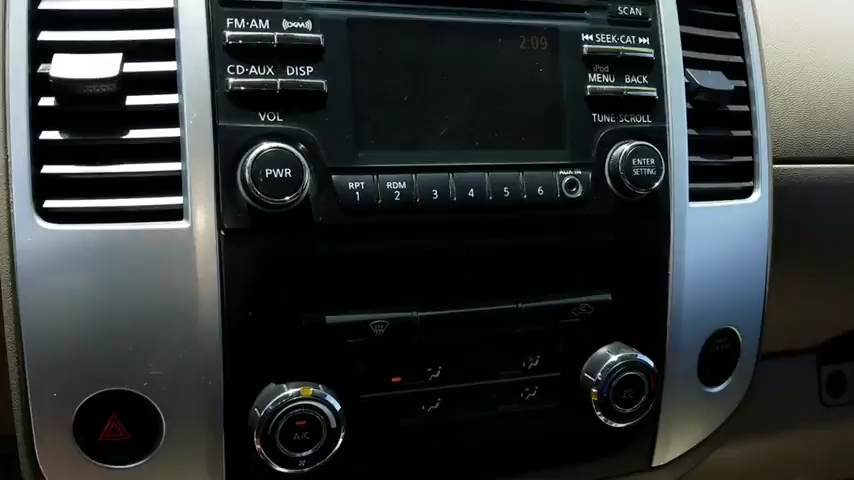 SCAN
FM·AM ((XM))
2:09
SEEK·CAT
CD·AUX DISP
iPod
MENU BACK
VOL
TUNE·SCROLL
PWR
ENTER
SETTING
AUX IN
RPT 1
RDM 2
3
4
5
6
A/C